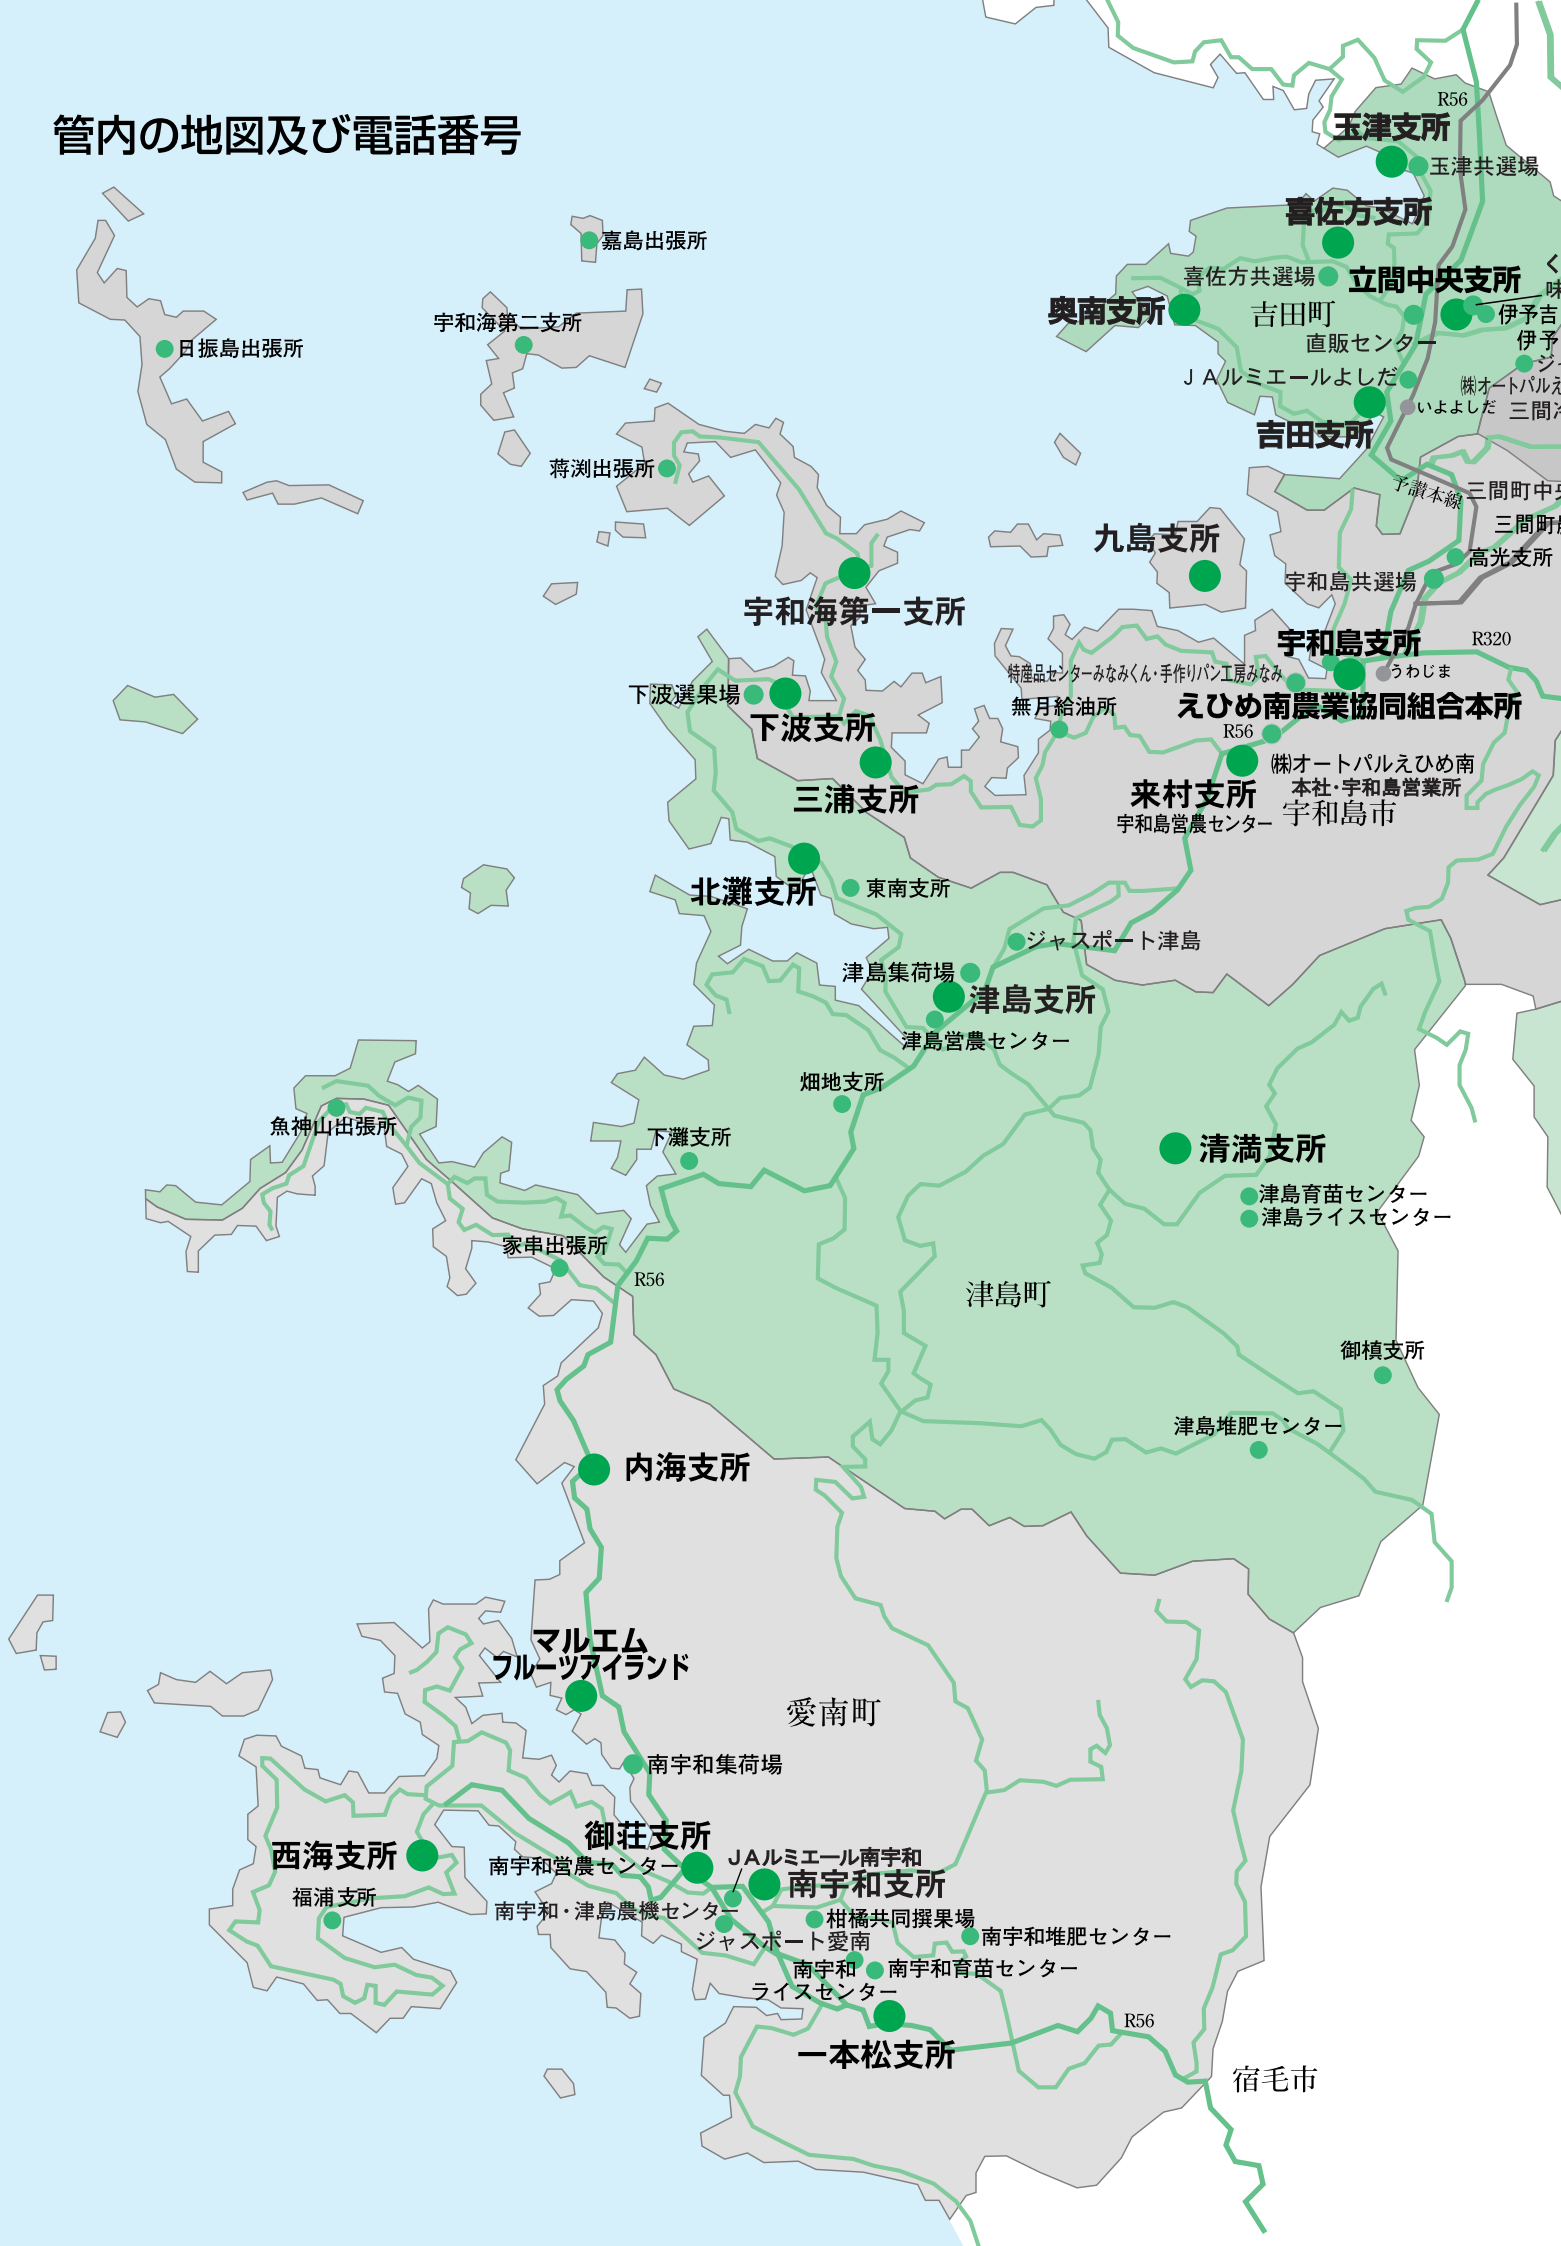 管内の地図及び電話番号
R56
玉津支所
玉津共選場
喜佐方支所
嘉島出張所
く
喜佐方共選場
立間中央支所
味
奥南支所
吉田町
伊予吉
宇和海第二支所
直販センター
伊予
日振島出張所
ジャ
JAルミエールよしだ
㈱オートパルえ
いよよしだ
三間
吉田支所
蒋渕出張所
予讃本線
三間町中央
三間町
九島支所
高光支所
宇和島共選場
宇和海第一支所
宇和島支所
R320
うわじま
特産品センターみなみくん・手作りパン工房みなみ
下波選果場
無月給油所
えひめ南農業協同組合本所
下波支所
R56
㈱オートパルえひめ南
本社・宇和島営業所
三浦支所
来村支所
宇和島営農センター
宇和島市
北灘支所
東南支所
ジャスポート津島
津島集荷場
津島支所
津島営農センター
畑地支所
魚神山出張所
下灘支所
清満支所
津島育苗センター
津島ライスセンター
家串出張所
R56
津島町
御槙支所
津島堆肥センター
内海支所
マルエム
フルーツアイランド
愛南町
南宇和集荷場
御荘支所
西海支所
南宇和営農センター
JAルミエール南宇和
南宇和支所
福浦支所
南宇和・津島農機センター
柑橘共同撰果場
ジャスポート愛南
南宇和堆肥センター
南宇和
ライスセンター
南宇和育苗センター
R56
一本松支所
宿毛市